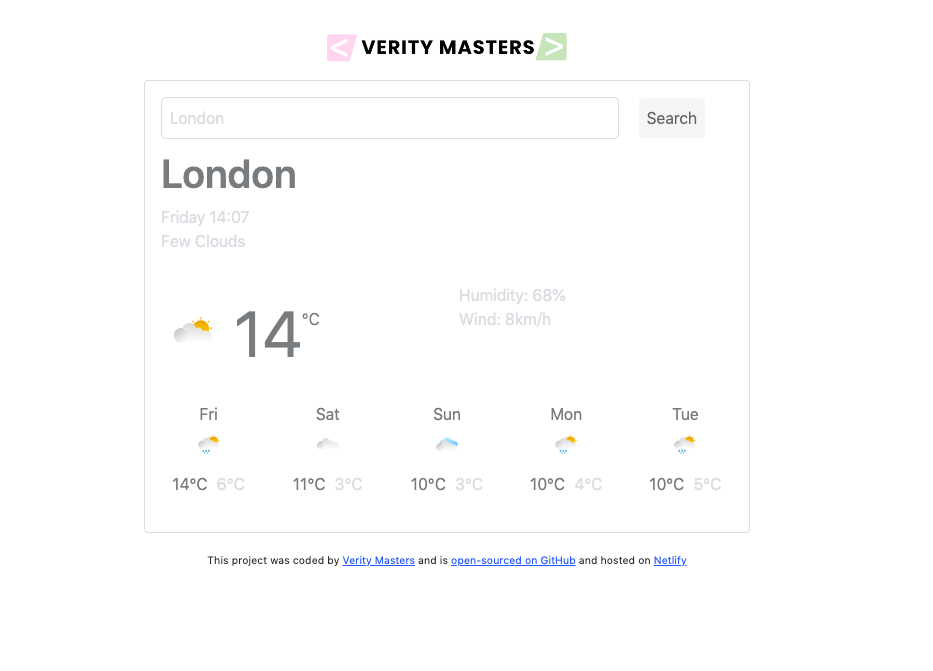 < VERITY MASTERS >
London
Search
London
Friday 14:07
Few Clouds
Humidity: 68%
Wind: 8km/h
14°C
Fri Sat Sun Mon Tue
14°C 6°C 11°C 3°C 10°C 3°C 10°C 4°C 10°C 5°C
This project was coded by Verity Masters and is open-sourced on GitHub and hosted on Netlify